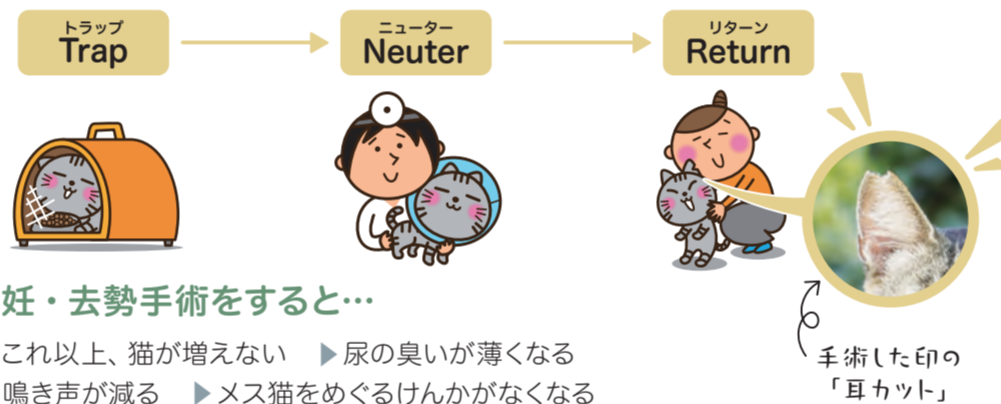 トラップ
Trap
ニューター
Neuter
リターン
Return
妊・去勢手術をすると…
これ以上、猫が増えない ▶尿の臭いが薄くなる
鳴き声が減る ▶メス猫をめぐるけんかがなくなる
手術した印の
「耳カット」